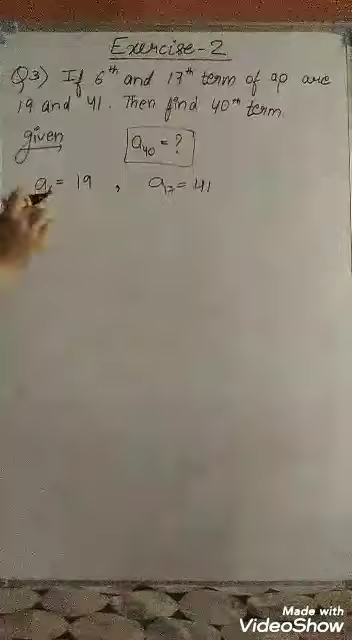 Exercise-2
Q3) If 6th and 17th term of ap are
19 and 41. Then find 40th term.
given
a40 = ?
a6 = 19 , a17 = 41
Made with
VideoShow